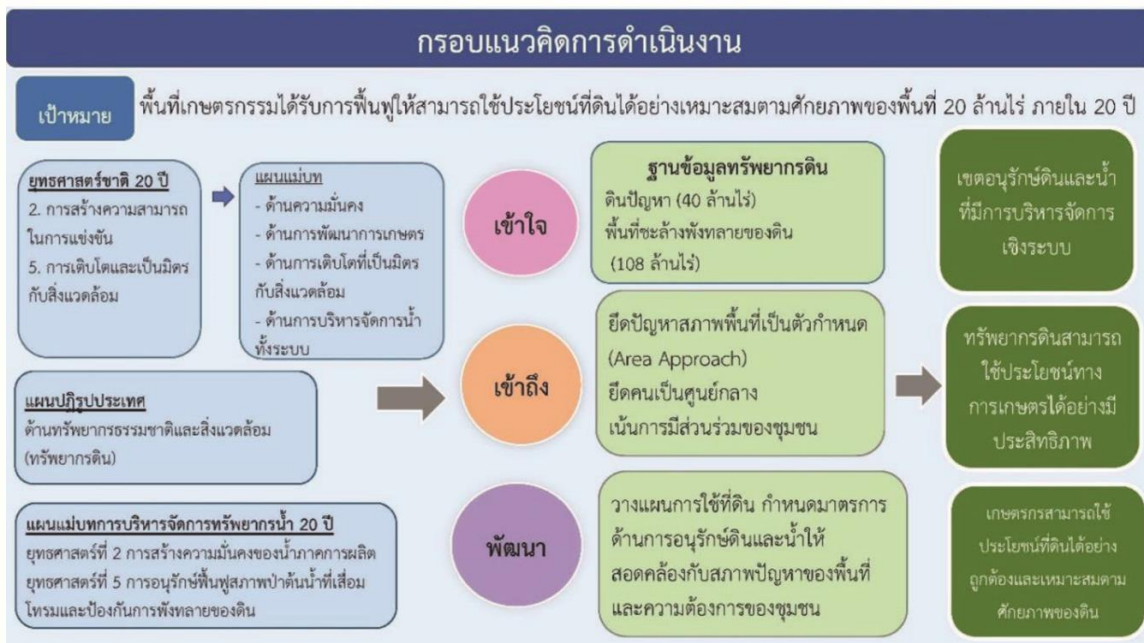 กรอบแนวคิดการดำเนินงาน
เป้าหมาย
พื้นที่เกษตรกรรมได้รับการฟื้นฟูให้สามารถใช้ประโยชน์ที่ดินได้อย่างเหมาะสมตามศักยภาพของพื้นที่ 20 ล้านไร่ ภายใน 20 ปี
ยุทธศาสตร์ชาติ 20 ปี
2. การสร้างความสามารถ
ในการแข่งขัน
5. การเติบโตและเป็นมิตร
กับสิ่งแวดล้อม
แผนแม่บท
- ด้านความมั่นคง
- ด้านการพัฒนาการเกษตร
- ด้านการเติบโตที่เป็นมิตร
กับสิ่งแวดล้อม
- ด้านการบริหารจัดการน้ำ
ทั้งระบบ
แผนปฏิรูปประเทศ
ด้านทรัพยากรธรรมชาติและสิ่งแวดล้อม
(ทรัพยากรดิน)
แผนแม่บทการบริหารจัดการทรัพยากรน้ำ 20 ปี
ยุทธศาสตร์ที่ 2 การสร้างความมั่นคงของน้ำภาคการผลิต
ยุทธศาสตร์ที่ 5 การอนุรักษ์ฟื้นฟูสภาพป่าต้นน้ำที่เสื่อม
โทรมและป้องกันการพังทลายของดิน
เข้าใจ
ฐานข้อมูลทรัพยากรดิน
ดินปัญหา (40 ล้านไร่)
พื้นที่ชะล้างพังทลายของดิน
(108 ล้านไร่)
เขตอนุรักษ์ดินและน้ำ
ที่มีการบริหารจัดการ
เชิงระบบ
เข้าถึง
ยึดปัญหาสภาพพื้นที่เป็นตัวกำหนด
(Area Approach)
ยึดคนเป็นศูนย์กลาง
เน้นการมีส่วนร่วมของชุมชน
ทรัพยากรดินสามารถ
ใช้ประโยชน์ทาง
การเกษตรได้อย่างมี
ประสิทธิภาพ
พัฒนา
วางแผนการใช้ที่ดิน กำหนดมาตรการ
ด้านการอนุรักษ์ดินและน้ำให้
สอดคล้องกับสภาพปัญหาของพื้นที่
และความต้องการของชุมชน
เกษตรกรสามารถใช้
ประโยชน์ที่ดินได้อย่าง
ถูกต้องและเหมาะสมตาม
ศักยภาพของดิน